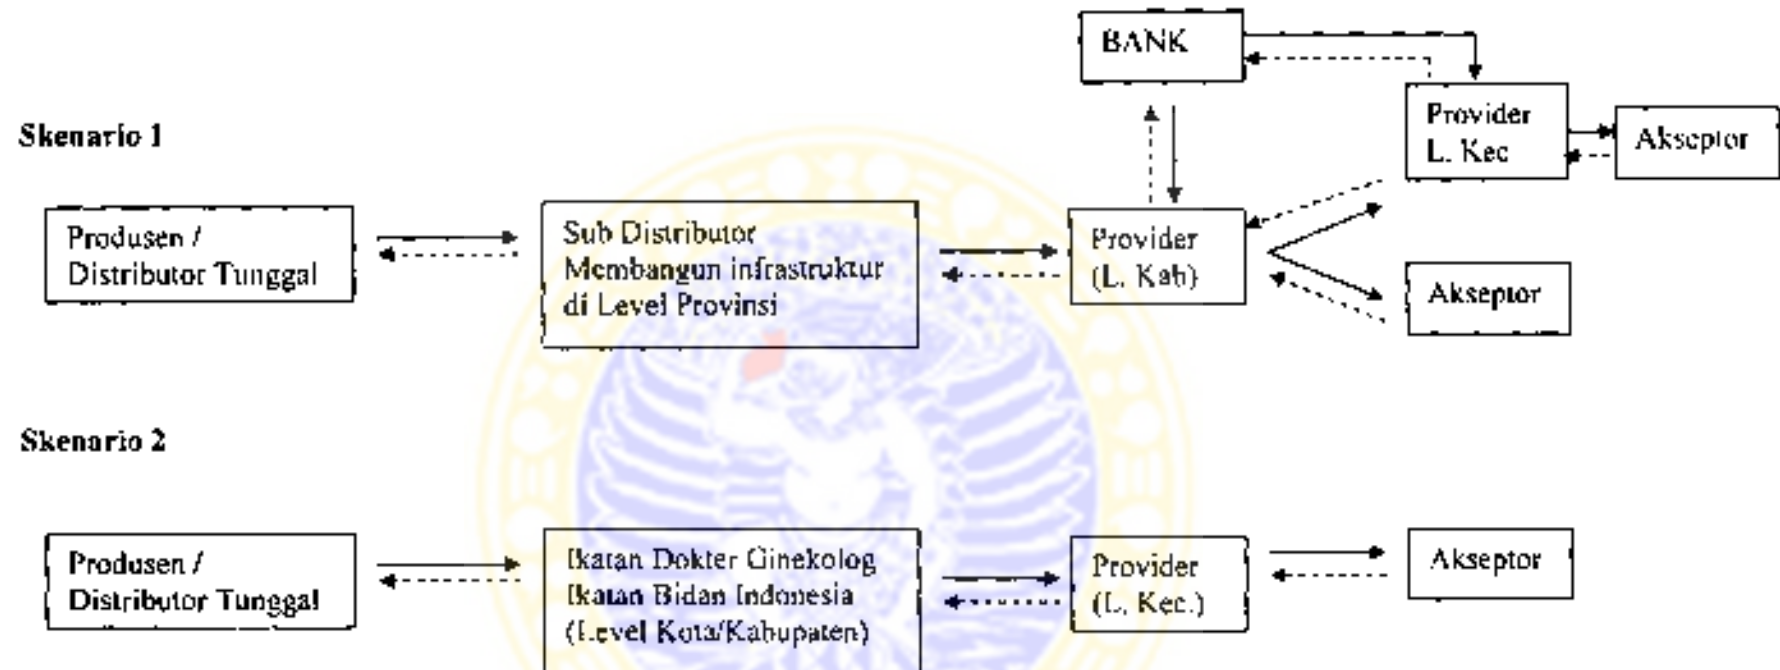 BANK
Skenario 1
Provider
L. Kec
Akseptor
Produsen /
Distributor Tunggal
Sub Distributor
Membangun infrastruktur
di Level Provinsi
Provider
(L. Kab)
Akseptor
Skenario 2
Produsen /
Distributor Tunggal
Ikatan Dokter Ginekolog
Ikatan Bidan Indonesia
(Level Kota/Kabupaten)
Provider
(L. Kec.)
Akseptor